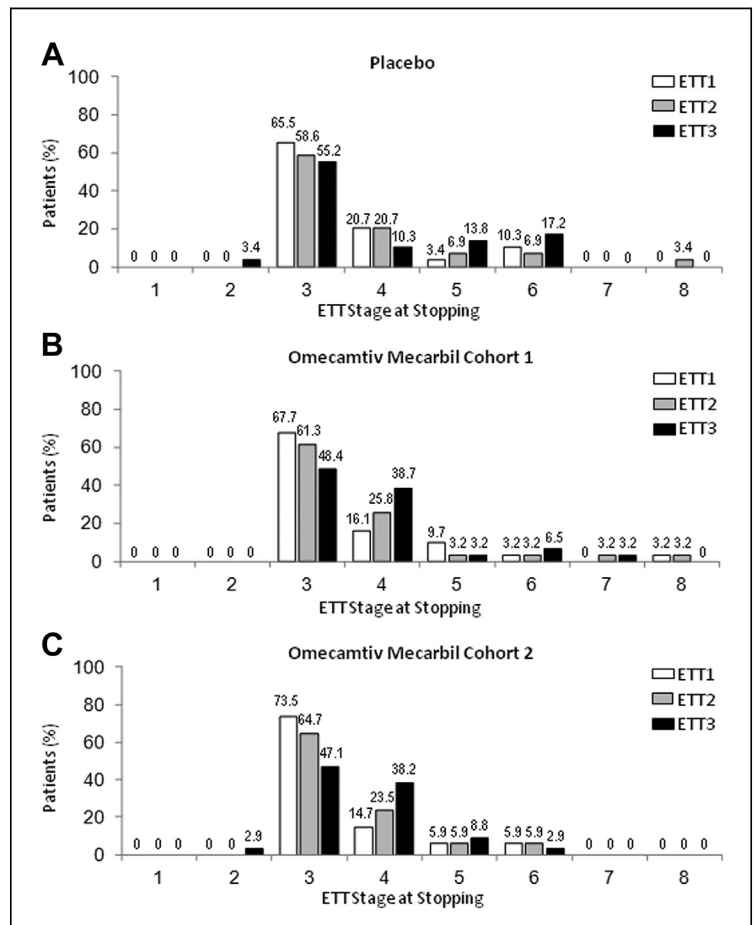 A
Placebo
100
80
60
40
20
0
Patients (%)
ETT1
ETT2
ETT3
65.5 58.6 55.2
20.7 20.7 10.3
3.4 6.9 13.8
10.3 6.9 17.2
0 0 0
0 0 3.4
0 0 0
0 3.4 0
1 2 3 4 5 6 7 8
ETT Stage at Stopping
B
Omecamtiv Mecarbil Cohort 1
100
80
60
40
20
0
Patients (%)
ETT1
ETT2
ETT3
67.7 61.3 48.4
16.1 25.8 38.7
9.7 3.2 3.2
3.2 3.2 6.5
0 3.2 3.2
3.2 3.2 0
0 0 0
0 0 0
1 2 3 4 5 6 7 8
ETT Stage at Stopping
C
Omecamtiv Mecarbil Cohort 2
100
80
60
40
20
0
Patients (%)
ETT1
ETT2
ETT3
73.5 64.7 47.1
14.7 23.5 38.2
5.9 5.9 8.8
5.9 5.9 2.9
0 0 0
0 0 2.9
0 0 0
0 0 0
1 2 3 4 5 6 7 8
ETT Stage at Stopping